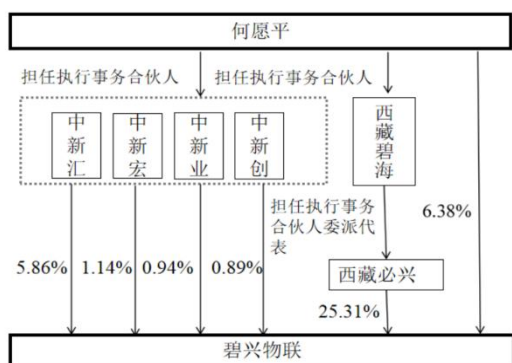 何愿平
担任执行事务合伙人
担任执行事务合伙人
中新汇
中新宏
中新业
中新创
西藏碧海
担任执行事务
合伙人委派代
表
6.38%
5.86%
1.14%
0.94%
0.89%
西藏必兴
25.31%
碧兴物联